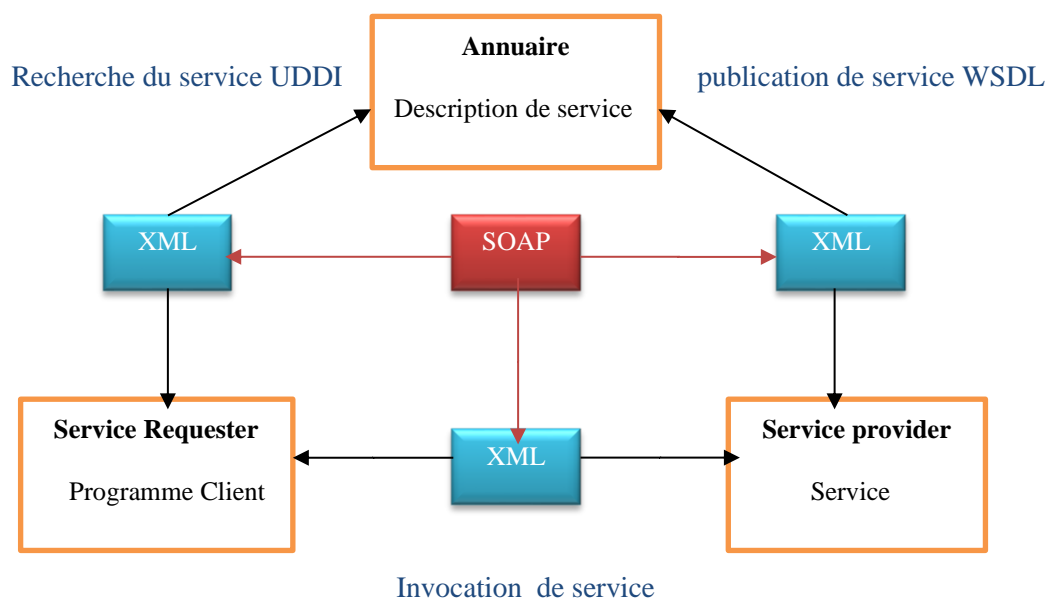 Annuaire
Recherche du service UDDI
publication de service WSDL
Description de service
XML
SOAP
XML
Service Requester
Programme Client
XML
Service provider
Service
Invocation  de service